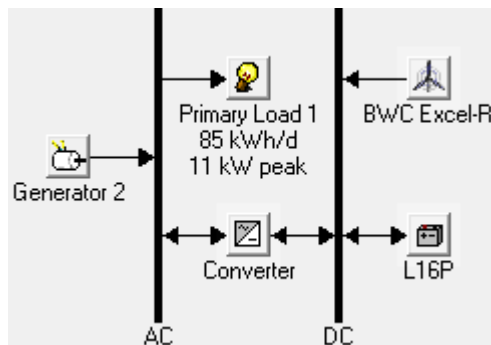 Primary Load 1
85 kWh/d
11 kW peak
BWC Excel-R
Generator 2
Converter
L16P
AC
DC